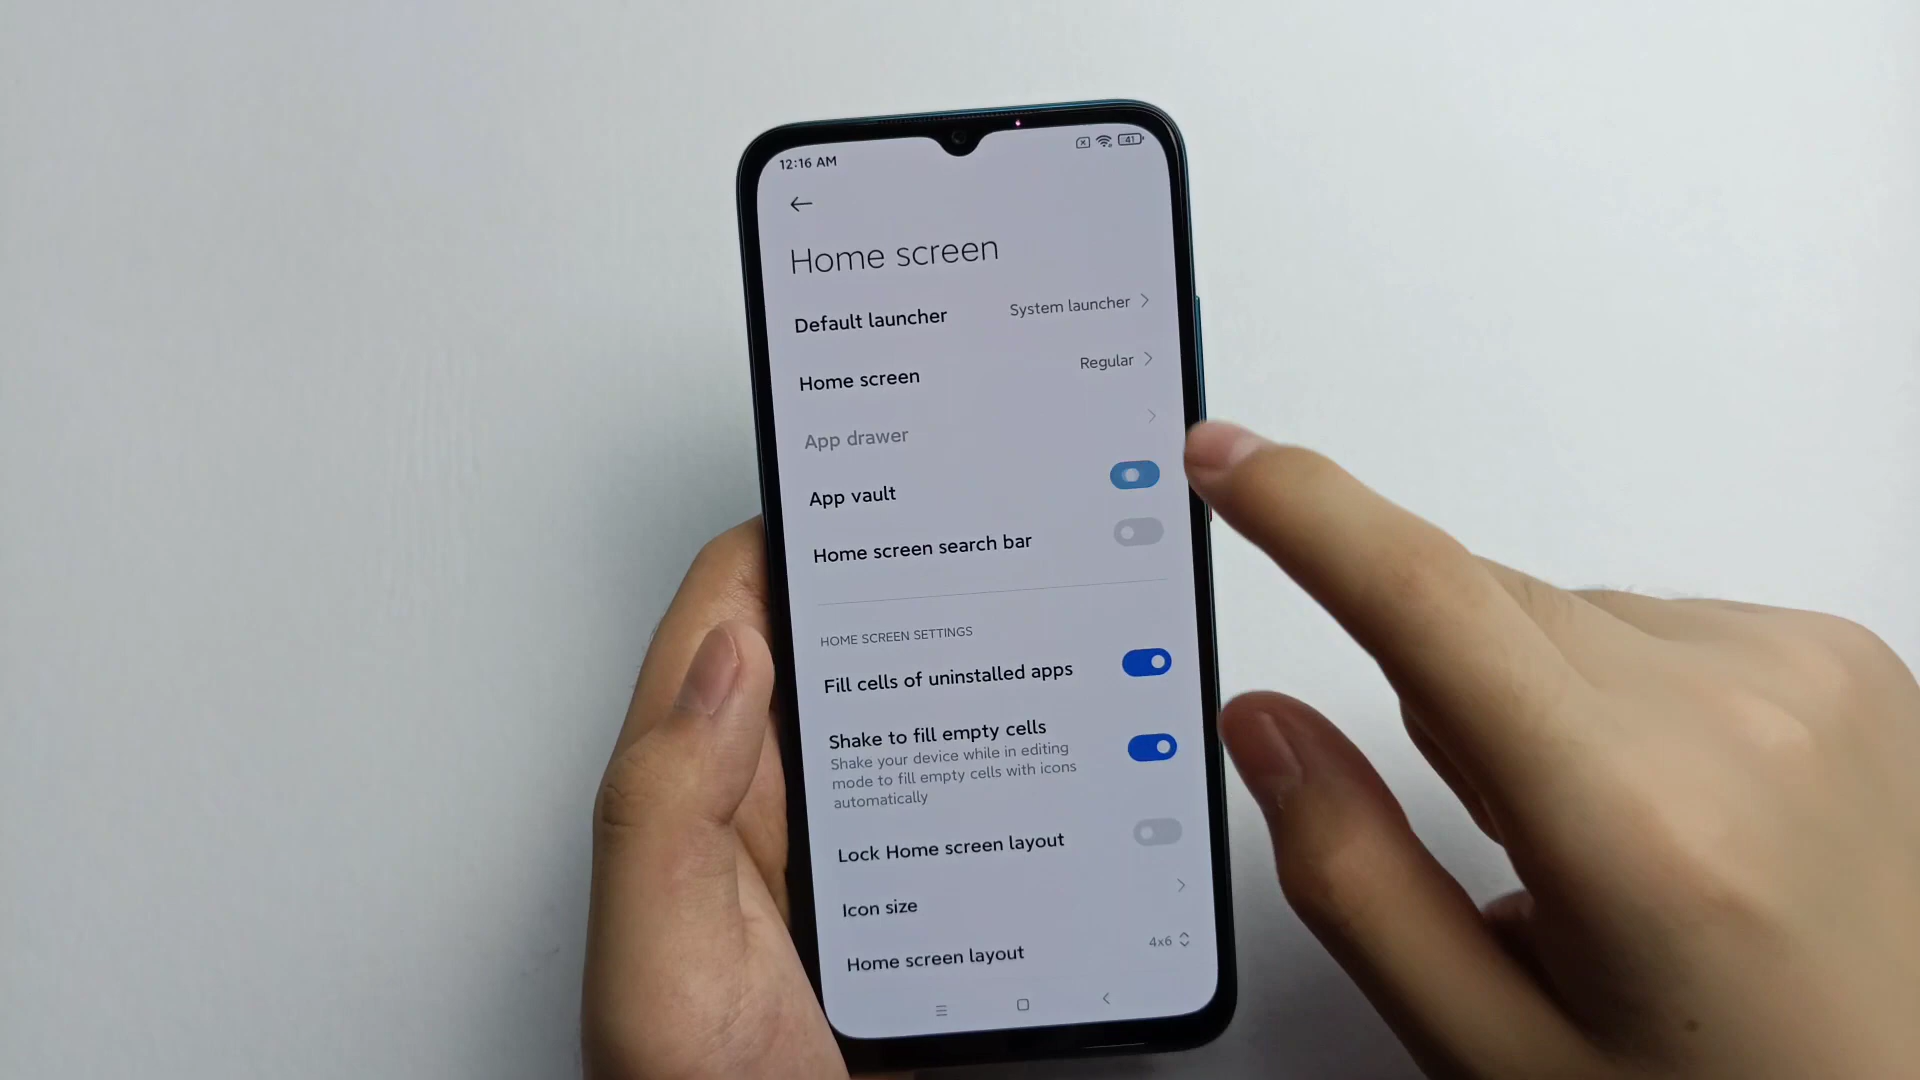 12:16 AM
41
Home screen
Default launcher
System launcher
Home screen
Regular
App drawer
App vault
Home screen search bar
HOME SCREEN SETTINGS
Fill cells of uninstalled apps
Shake to fill empty cells
Shake your device while in editing
mode to fill empty cells with icons
automatically
Lock Home screen layout
Icon size
Home screen layout
4x6